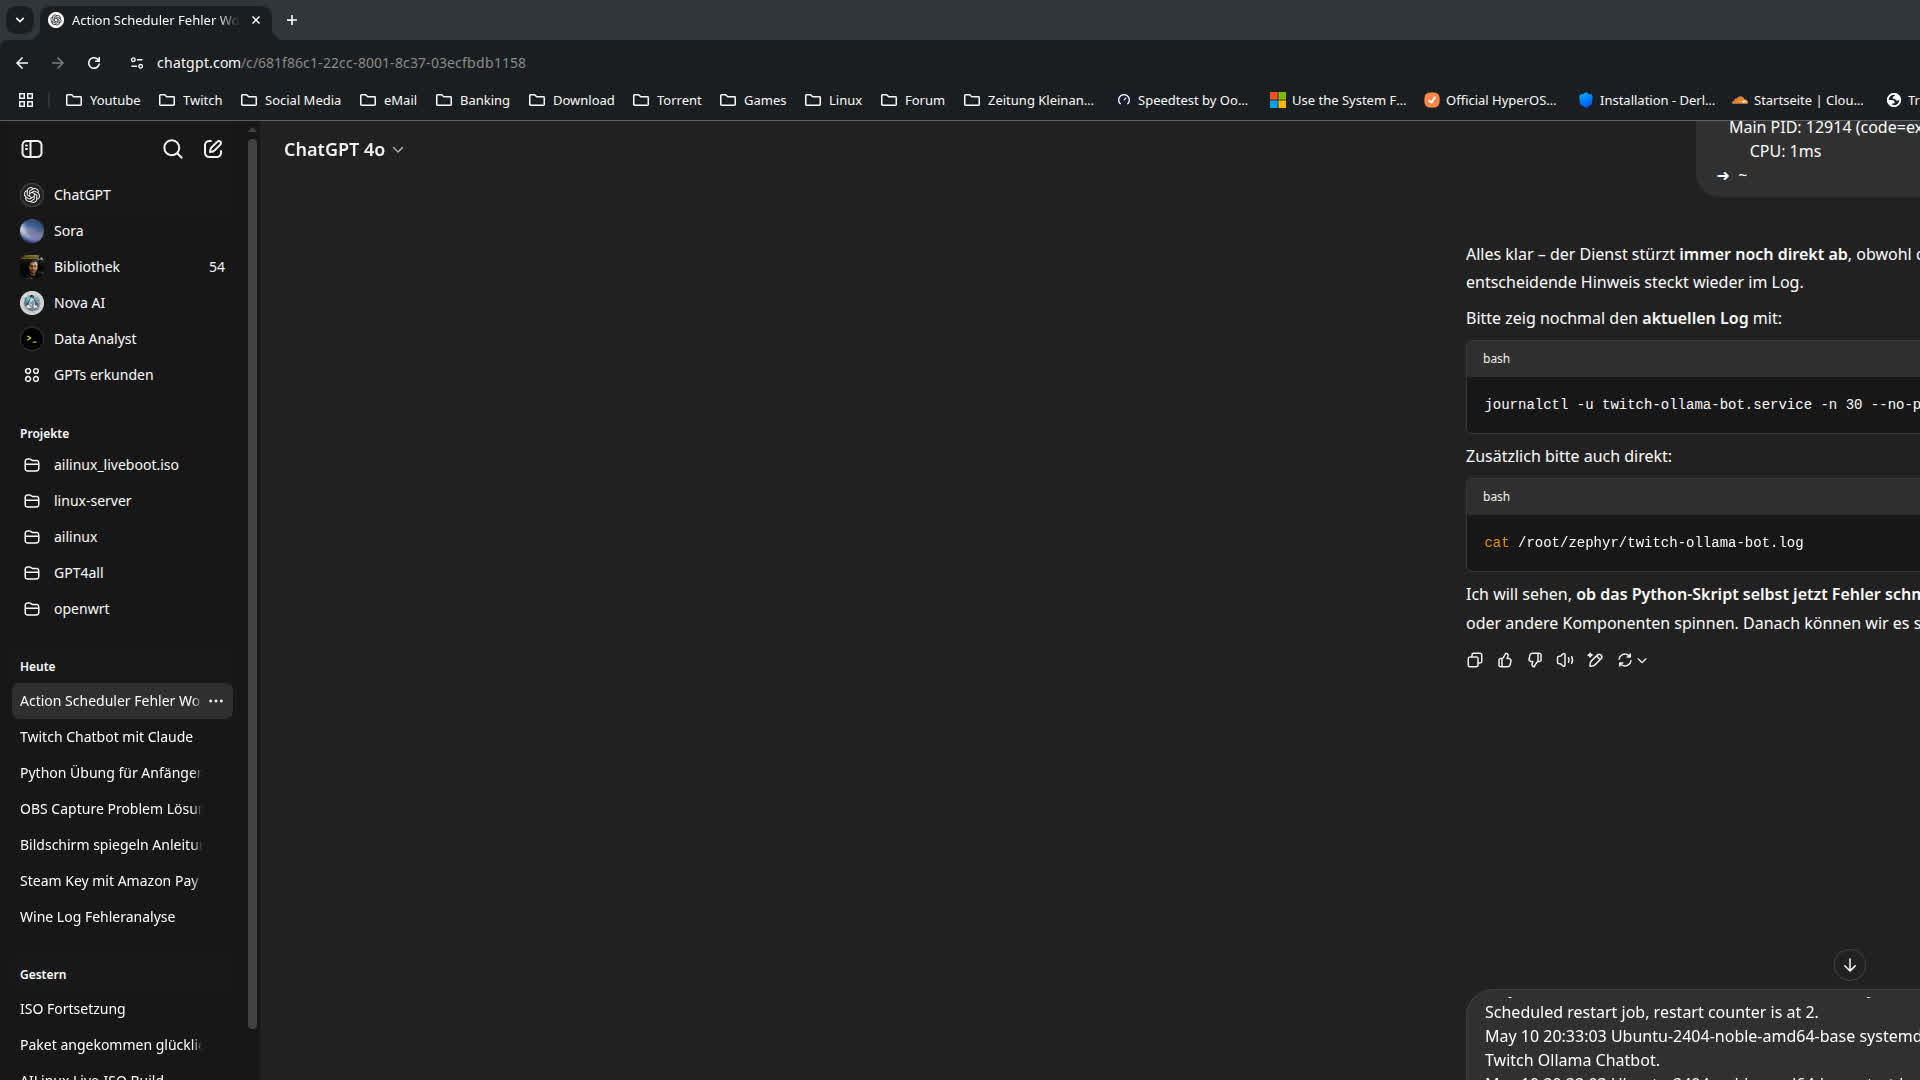 Action Scheduler Fehler Wo
chatgpt.com/c/681f86c1-22cc-8001-8c37-03ecfbdb1158
Youtube Twitch Social Media eMail Banking Download Torrent Games Linux Forum Zeitung Kleinan... Speedtest by Oo... Use the System F... Official HyperOS... Installation - Derl... Startseite | Clou... Tr
ChatGPT 4o
ChatGPT
Sora
Bibliothek 54
Nova AI
Data Analyst
GPTs erkunden
Projekte
ailinux_liveboot.iso
linux-server
ailinux
GPT4all
openwrt
Heute
Action Scheduler Fehler Wo
Twitch Chatbot mit Claude
Python Übung für Anfänger
OBS Capture Problem Lösu
Bildschirm spiegeln Anleitu
Steam Key mit Amazon Pay
Wine Log Fehleranalyse
Gestern
ISO Fortsetzung
Paket angekommen glückli
AILinux Live ISO Build
Main PID: 12914 (code=ex
CPU: 1ms
➜ ~
Alles klar – der Dienst stürzt immer noch direkt ab, obwohl
entscheidende Hinweis steckt wieder im Log.
Bitte zeig nochmal den aktuellen Log mit:
bash
journalctl -u twitch-ollama-bot.service -n 30 --no-p
Zusätzlich bitte auch direkt:
bash
cat /root/zephyr/twitch-ollama-bot.log
Ich will sehen, ob das Python-Skript selbst jetzt Fehler schm
oder andere Komponenten spinnen. Danach können wir es s
Scheduled restart job, restart counter is at 2.
May 10 20:33:03 Ubuntu-2404-noble-amd64-base systemd
Twitch Ollama Chatbot.